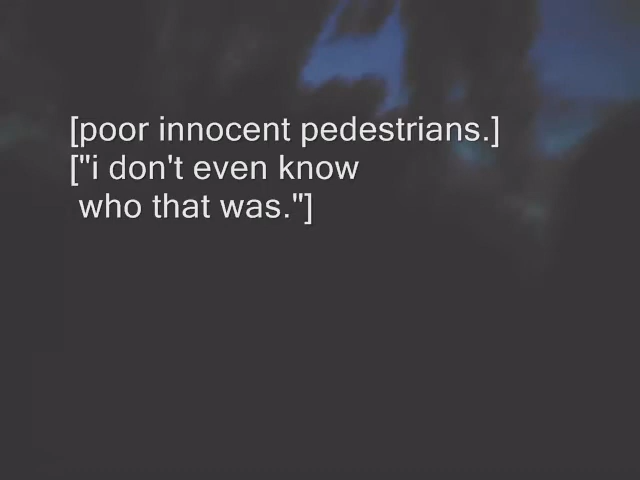 [poor innocent pedestrians.]
["i don't even know
who that was."]